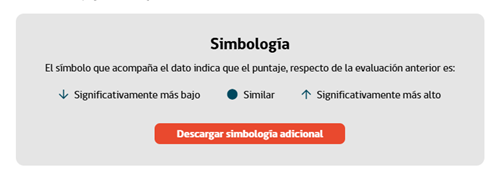 Simbología
El símbolo que acompaña el dato indica que el puntaje, respecto de la evaluación anterior es:
↓ Significativamente más bajo ● Similar ↑ Significativamente más alto
Descargar simbología adicional